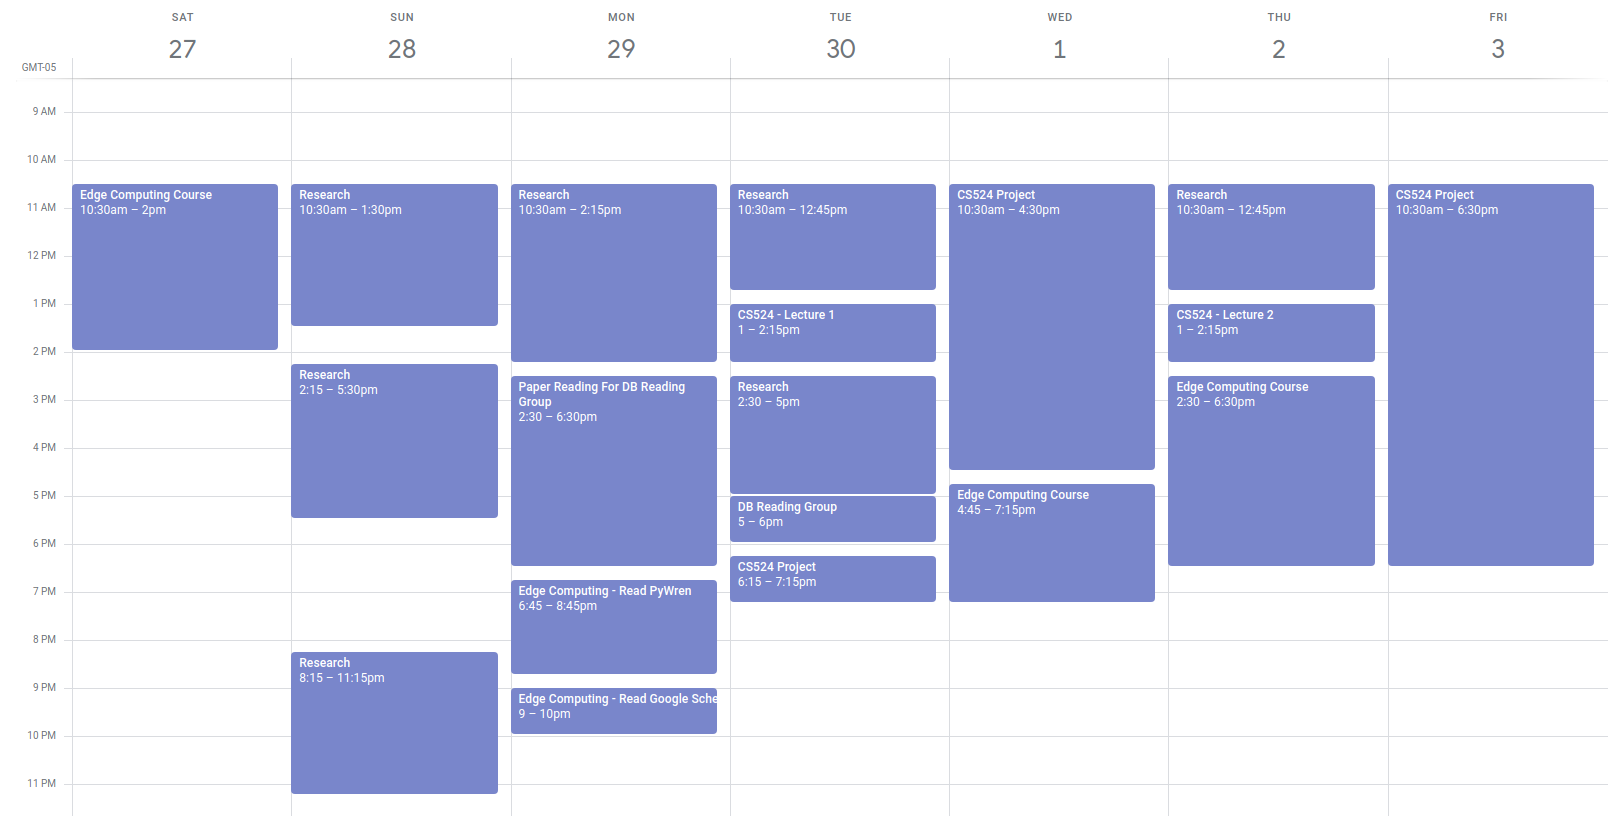 SAT SUN MON TUE WED THU FRI
27 28 29 30 1 2 3
GMT-05
9 AM
10 AM
11 AM
12 PM
1 PM
2 PM
3 PM
4 PM
5 PM
6 PM
7 PM
8 PM
9 PM
10 PM
11 PM
Edge Computing Course
10:30am – 2pm
Research
10:30am – 1:30pm
Research
2:15 – 5:30pm
Research
8:15 – 11:15pm
Research
10:30am – 2:15pm
Paper Reading For DB Reading
Group
2:30 – 6:30pm
Edge Computing - Read PyWren
6:45 – 8:45pm
Edge Computing - Read Google Sche
9 – 10pm
Research
10:30am – 12:45pm
CS524 - Lecture 1
1 – 2:15pm
Research
2:30 – 5pm
DB Reading Group
5 – 6pm
CS524 Project
6:15 – 7:15pm
CS524 Project
10:30am – 4:30pm
Edge Computing Course
4:45 – 7:15pm
Research
10:30am – 12:45pm
CS524 - Lecture 2
1 – 2:15pm
Edge Computing Course
2:30 – 6:30pm
CS524 Project
10:30am – 6:30pm